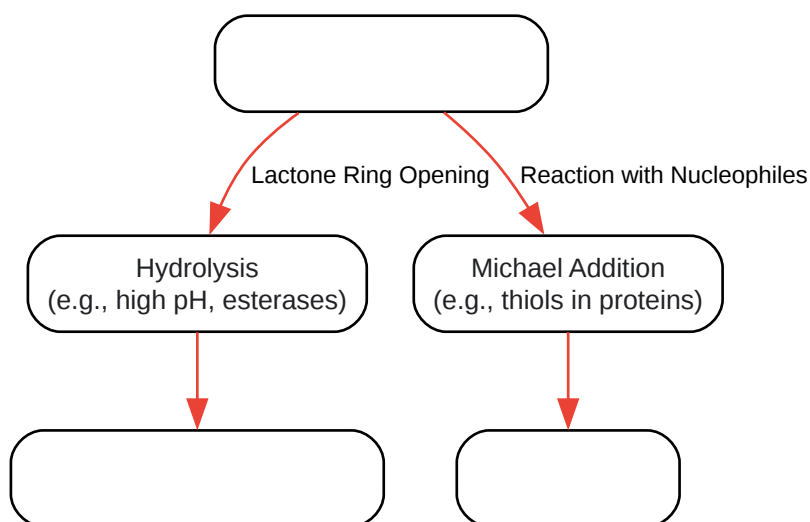 Lactone Ring Opening
Reaction with Nucleophiles
Hydrolysis
(e.g., high pH, esterases)
Michael Addition
(e.g., thiols in proteins)